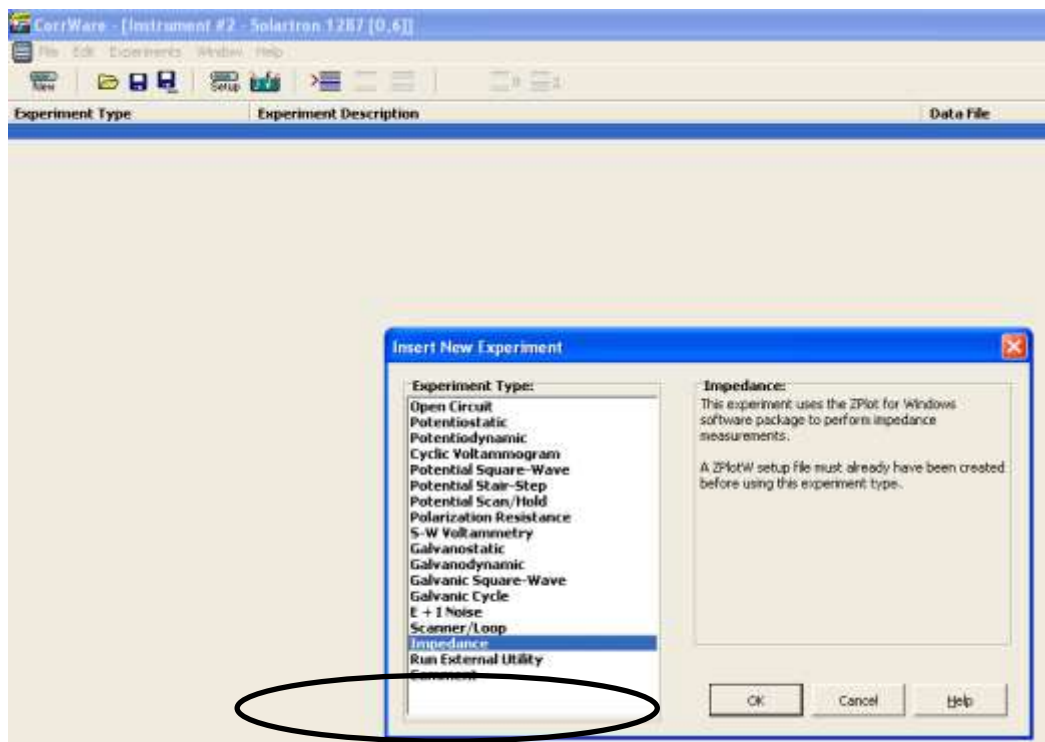 CorrWare - [Instrument #2 - Solartron 1287 [0,6]]
File Edit Experiments Window Help
New Setup
Experiment Type Experiment Description Data File
Insert New Experiment
Experiment Type:
Open Circuit
Potentiostatic
Potentiodynamic
Cyclic Voltammogram
Potential Square-Wave
Potential Stair-Step
Potential Scan/Hold
Polarization Resistance
S-W Voltammetry
Galvanostatic
Galvanodynamic
Galvanic Square-Wave
Galvanic Cycle
E + I Noise
Scanner/Loop
Impedance
Run External Utility
Comment
Impedance:
This experiment uses the ZPlot for Windows
software package to perform impedance
measurements.
A ZPlotW setup file must already have been created
before using this experiment type.
OK Cancel Help